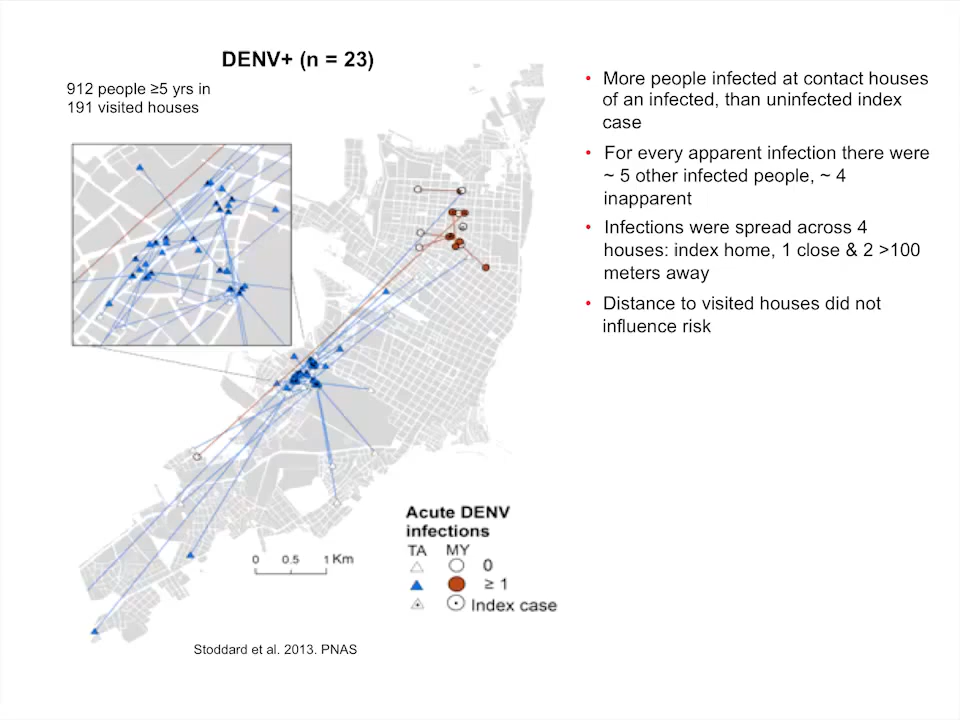 DENV+ (n = 23)
912 people ≥5 yrs in
191 visited houses
• More people infected at contact houses
of an infected, than uninfected index
case
• For every apparent infection there were
~ 5 other infected people, ~ 4
inapparent
• Infections were spread across 4
houses: index home, 1 close & 2 >100
meters away
• Distance to visited houses did not
influence risk
Acute DENV
infections
TA MY
0
≥ 1
Index case
0 0.5 1 Km
Stoddard et al. 2013. PNAS